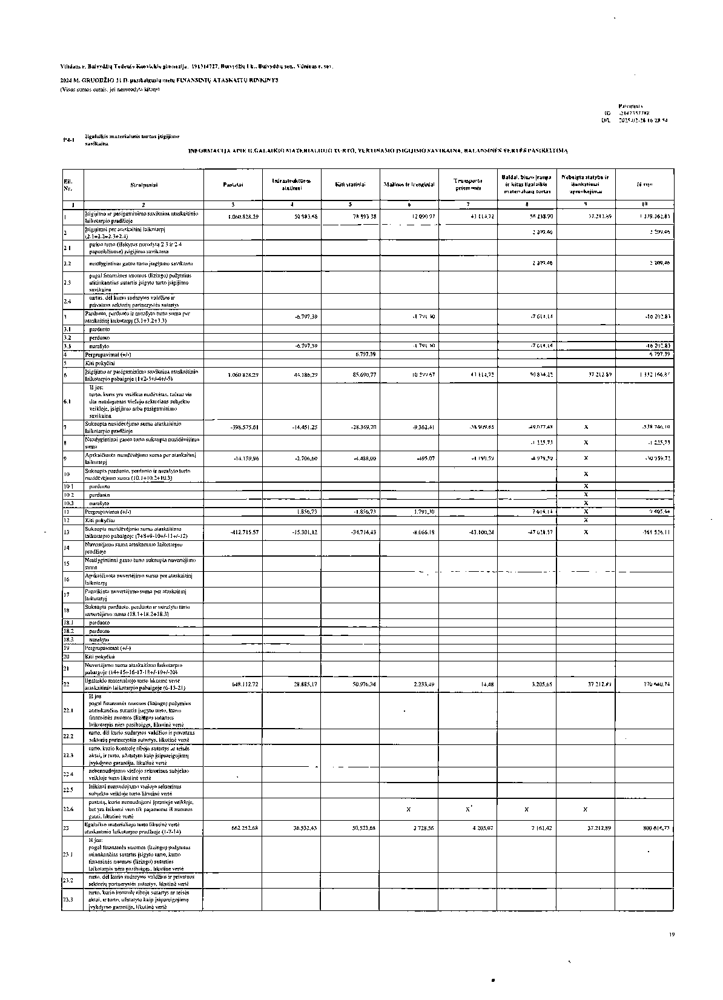 Vilniaus r. Buivydžių Tadeušo Konvickio gimnazija, 191314727, Buivydžių k., Buivydžių sen., Vilniaus r. sav.
2024 M. GRUODŽIO 31 D. pasibaigusių metų FINANSINIŲ ATASKAITŲ RINKINYS
(Visos sumos eurais, jei nenurodyta kitaip)
Patvirtinta
ID -2147357788
D/L 2025-02-28 16:28:54
P4-1 Ilgalaikis materialusis turtas įsigijimo savikaina
INFORMACIJA APIE ILGALAIKIO MATERIALIOJO TURTO, VERTINAMO ĮSIGIJIMO SAVIKAINA, BALANSINĖS VERTĖS PASIKEITIMĄ
Eil. Nr. Straipsniai Pastatai Infrastruktūros statiniai Kiti statiniai Mašinos ir įrenginiai Transporto priemonės Baldai, biuro įranga ir kitas ilgalaikis materialusis turtas Nebaigta statyba ir išankstiniai apmokėjimai Iš viso
1 2 3 4 5 6 7 8 9 10
1 Įsigijimo ar pasigaminimo savikaina ataskaitinio laikotarpio pradžioje 1.060.828,29 50 983,68 78 893 38 12 090 97 43 114,72 56 238,90 37.212,89 1 339.362,83
2 Įsigijimai per ataskaitinį laikotarpį (2.1+2.2+2.3+2.4) 2 209,46 2 209,46
2.1 pirkto turto (išskyrus nurodytą 2.3 ir 2.4 papunkčiuose) įsigijimo savikaina
2.2 neatlygintinai gauto turto įsigijimo savikaina 2 209,46 2 209,46
2.3 pagal finansinės nuomos (lizingo) požymius atitinkančias sutartis įsigyto turto įsigijimo savikaina
2.4 turtas, dėl kurio sudarytos valdžios ir privataus sektorių partnerystės sutartys
3 Parduoto, perduoto ir nurašyto turto suma per ataskaitinį laikotarpį (3.1+3.2+3.3) -6.797,39 -1 791,30 -7 614,14 -16 202,83
3.1 parduoto
3.2 perduoto
3.3 nurašyto -6.797,39 -1 791,30 -7 614,14 -16 202,83
4 Pergrupavimai (+/-) 6.797,39 6 797,39
5 Kiti pokyčiai
6 Įsigijimo ar pasigaminimo savikaina ataskaitinio laikotarpio pabaigoje (1+2-3+/-4+/-5) 1.060 828,29 44.186,29 85.690,77 10 299,67 43 114,72 50 834,22 37 212 89 1 332 166,85
6.1 Iš jos: turto, kuris yra visiškai nudėvėtas, tačiau vis dar naudojamas viešojo sektoriaus subjekto veikloje, įsigijimo arba pasigaminimo savikaina
7 Sukaupta nusidėvėjimo suma ataskaitinio laikotarpio pradžioje -398.575,61 -14.451,25 -28.369,70 -9.362,41 -38 909,65 -49.077,48 X -538 746,10
8 Neatlygintinai gauto turto sukaupta nusidėvėjimo suma -1 225,73 X -1 225,73
9 Apskaičiuota nusidėvėjimo suma per ataskaitinį laikotarpį -14.139,96 -2.706,60 -4.488,00 -495,07 -4 190,59 -4 939,50 X -30 959,72
10 Sukaupta parduoto, perduoto ir nurašyto turto nusidėvėjimo suma (10.1+10.2+10.3) X
10.1 parduoto X
10.2 perduoto X
10.3 nurašyto X
11 Pergrupavimai (+/-) 1.856,73 -1.856,73 1.791,30 7 614,14 X 9 405,44
12 Kiti pokyčiai X
13 Sukaupta nusidėvėjimo suma ataskaitinio laikotarpio pabaigoje (7+8+9-10+/-11+/-12) -412.715,57 -15.301,12 -34.714,43 -8.066,18 -43.100,24 -47 628,57 X -561 526,11
14 Nuvertėjimo suma ataskaitinio laikotarpio pradžioje
15 Neatlygintinai gauto turto sukaupta nuvertėjimo suma
16 Apskaičiuota nuvertėjimo suma per ataskaitinį laikotarpį
17 Panaikinta nuvertėjimo suma per ataskaitinį laikotarpį
18 Sukaupta parduoto, perduoto ir nurašyto turto nuvertėjimo suma (18.1+18.2+18.3)
18.1 parduoto
18.2 perduoto
18.3 nurašyto
19 Pergrupavimai (+/-)
20 Kiti pokyčiai
21 Nuvertėjimo suma ataskaitinio laikotarpio pabaigoje (14+15+16-17-18+/-19+/-20)
22 Ilgalaikio materialiojo turto likutinė vertė ataskaitinio laikotarpio pabaigoje (6-13-21) 648.112,72 28.885,17 50.976,34 2.233,49 14,48 3.205,65 37 212,89 770 640,74
22.1 Iš jos pagal finansinės nuomos (lizingo) požymius atitinkančias sutartis įsigyto turto, kurio finansinės nuomos (lizingo) sutarties laikotarpis nėra pasibaigęs, likutinė vertė
22.2 turto, dėl kurio sudarytos valdžios ir privataus sektorių partnerystės sutartys, likutinė vertė
22.3 turto, kurio kontrolę riboja sutartys ar teisės aktai, ir turto, užstatyto kaip įsipareigojimų įvykdymo garantija, likutinė vertė
22.4 nebenaudojamo viešojo sektoriaus subjekto veikloje turto likutinė vertė
22.5 laikinai nenaudojamo viešojo sektoriaus subjekto veikloje turto likutinė vertė
22.6 pastatų, kurie nenaudojami įprastoje veikloje, bet yra laikomi vien tik pajamoms iš nuomos gauti, likutinė vertė X X X X
23 Ilgalaikio materialiojo turto likutinė vertė ataskaitinio laikotarpio pradžioje (1-7-14) 662 252,68 36.532,43 50.523,68 2 728,56 4 205,07 7 161,42 37.212,89 800 616,73
23.1 Iš jos: pagal finansinės nuomos (lizingo) požymius atitinkančias sutartis įsigyto turto, kurio finansinės nuomos (lizingo) sutarties laikotarpis nėra pasibaigęs, likutinė vertė
23.2 turto, dėl kurio sudarytos valdžios ir privataus sektorių partnerystės sutartys, likutinė vertė
23.3 turto, kurio kontrolę riboja sutartys ar teisės aktai, ir turto, užstatyto kaip įsipareigojimų įvykdymo garantija, likutinė vertė
19